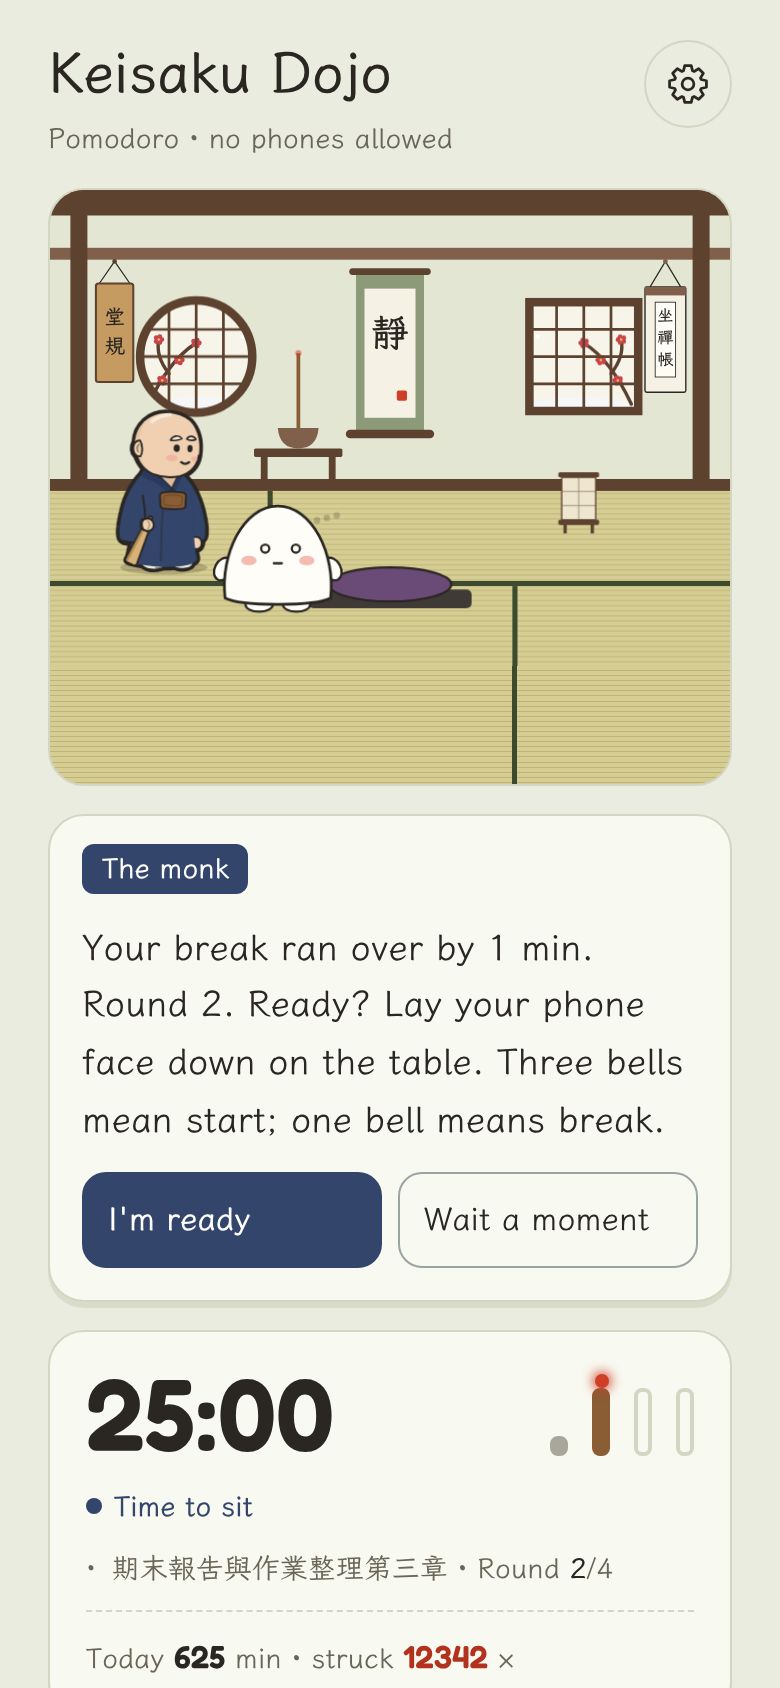 Keisaku Dojo
Pomodoro • no phones allowed
堂規
靜
坐禪帳
The monk
Your break ran over by 1 min.
Round 2. Ready? Lay your phone
face down on the table. Three bells
mean start; one bell means break.
I'm ready
Wait a moment
25:00
Time to sit
• 期末報告與作業整理第三章 • Round 2/4
Today 625 min • struck 12342 ×